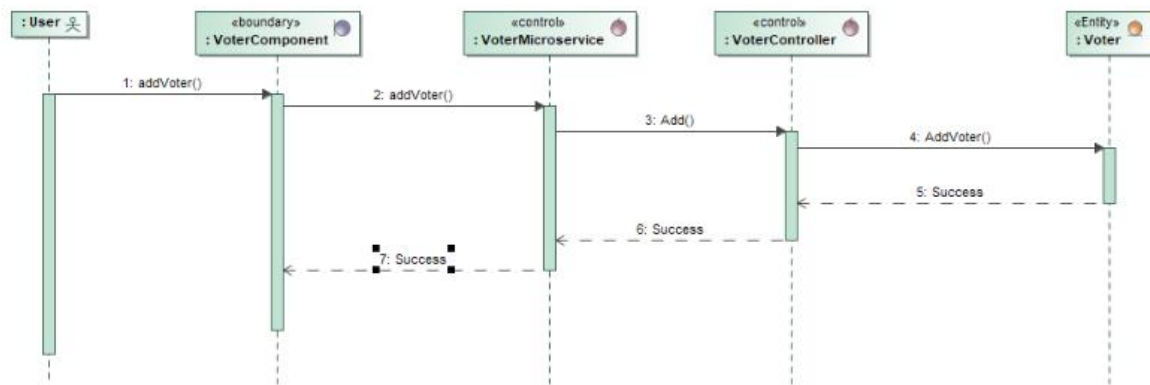 : User
«boundary»
: VoterComponent
«control»
: VoterMicroservice
«control»
: VoterController
«Entity»
: Voter
1: addVoter()
2: addVoter()
3: Add()
4: AddVoter()
5: Success
6: Success
7: Success